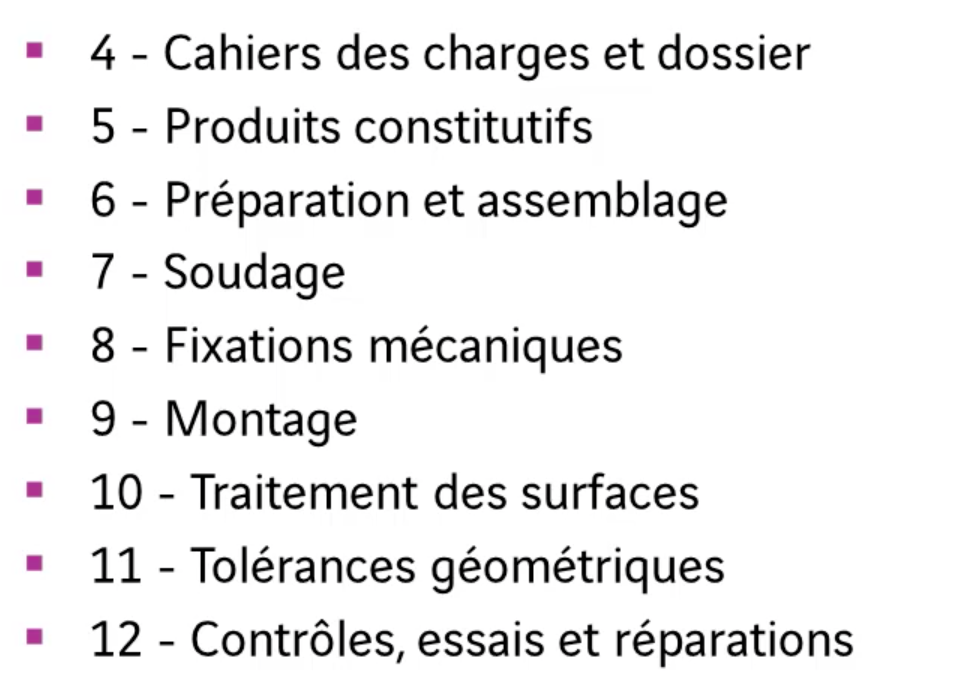 4 - Cahiers des charges et dossier
5 - Produits constitutifs
6 - Préparation et assemblage
7 - Soudage
8 - Fixations mécaniques
9 - Montage
10 - Traitement des surfaces
11 - Tolérances géométriques
12 - Contrôles, essais et réparations